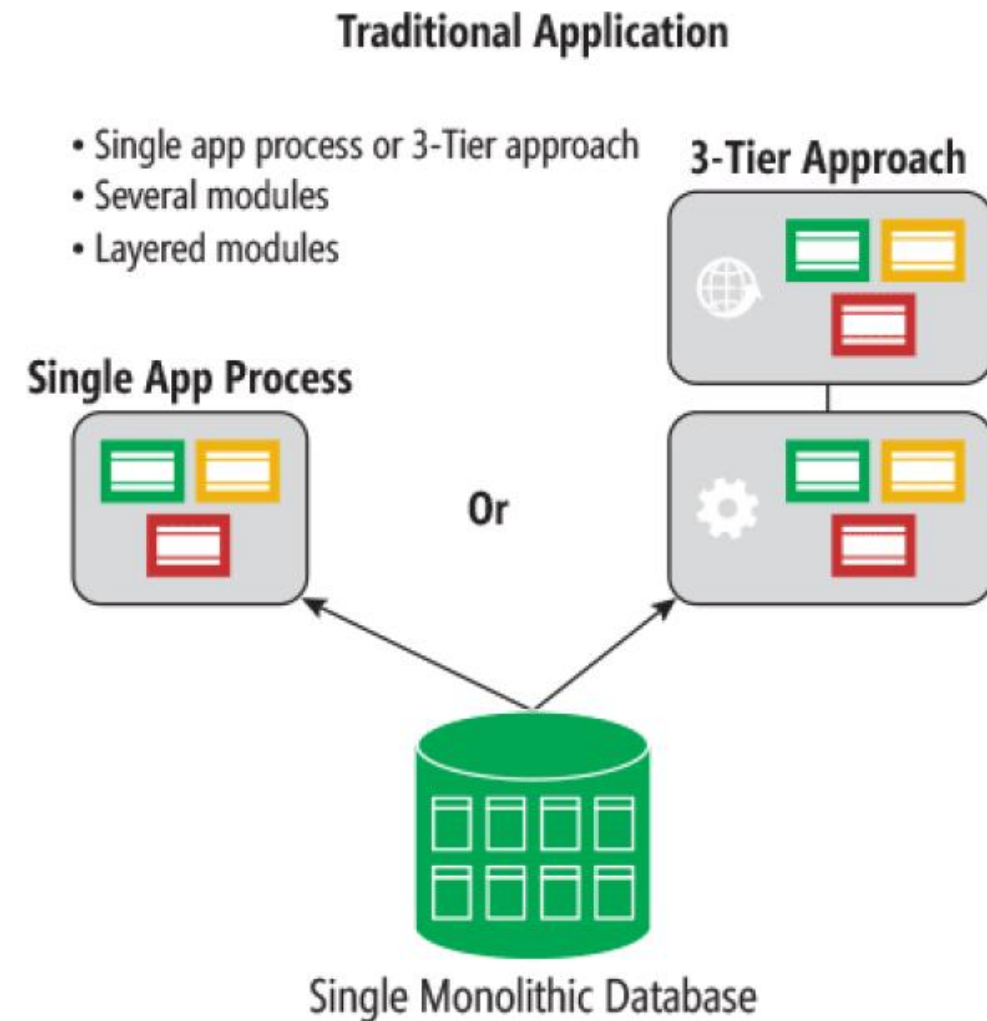 Traditional Application
• Single app process or 3-Tier approach
• Several modules
• Layered modules
3-Tier Approach
Single App Process
Or
Single Monolithic Database